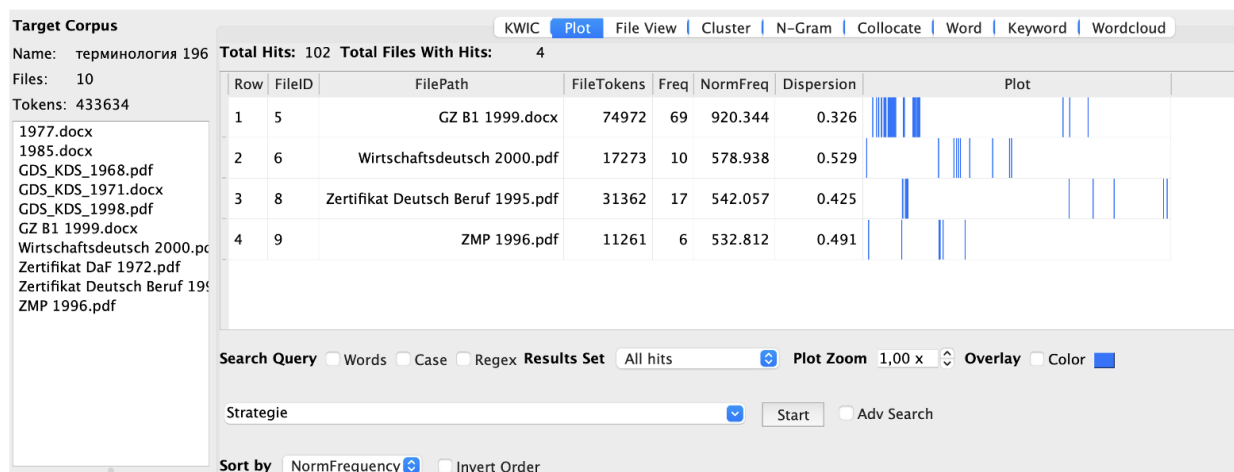 Target Corpus
Name: терминология 196
Files: 10
Tokens: 433634
1977.docx
1985.docx
GDS_KDS_1968.pdf
GDS_KDS_1971.docx
GDS_KDS_1998.pdf
GZ B1 1999.docx
Wirtschaftsdeutsch 2000.pd
Zertifikat DaF 1972.pdf
Zertifikat Deutsch Beruf 199
ZMP 1996.pdf
KWIC Plot File View Cluster N-Gram Collocate Word Keyword Wordcloud
Total Hits: 102 Total Files With Hits: 4
Row FileID FilePath FileTokens Freq NormFreq Dispersion Plot
1 5 GZ B1 1999.docx 74972 69 920.344 0.326
2 6 Wirtschaftsdeutsch 2000.pdf 17273 10 578.938 0.529
3 8 Zertifikat Deutsch Beruf 1995.pdf 31362 17 542.057 0.425
4 9 ZMP 1996.pdf 11261 6 532.812 0.491
Search Query Words Case Regex Results Set All hits Plot Zoom 1,00 x Overlay Color
Strategie Start Adv Search
Sort by NormFrequency Invert Order